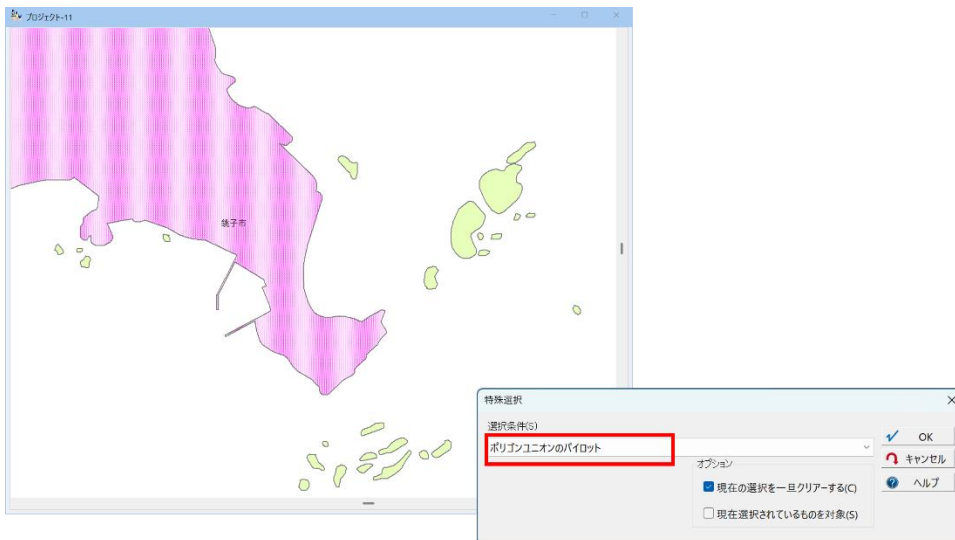 プロジェクト-11
銚子市
特殊選択
選択条件(S)
ポリゴンユニオンのパイロット
オプション
現在の選択を一旦クリアーする(C)
現在選択されているものを対象(S)
OK
キャンセル
ヘルプ